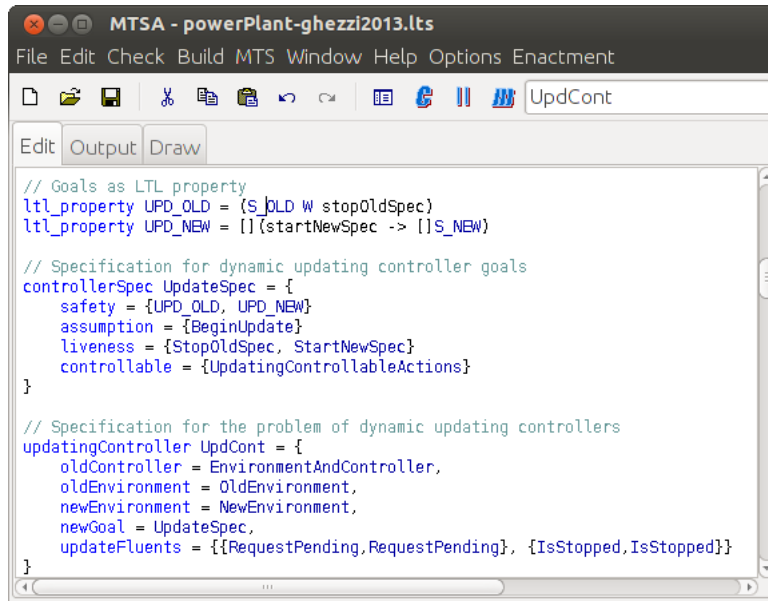 MTSA - powerPlant-ghezzi2013.lts
File Edit Check Build MTS Window Help Options Enactment
UpdCont
Edit Output Draw
// Goals as LTL property
ltl_property UPD_OLD = (S_OLD W stopOldSpec)
ltl_property UPD_NEW = [](startNewSpec -> []S_NEW)
// Specification for dynamic updating controller goals
controllerSpec UpdateSpec = {
safety = {UPD_OLD, UPD_NEW}
assumption = {BeginUpdate}
liveness = {StopOldSpec, StartNewSpec}
controllable = {UpdatingControllableActions}
}
// Specification for the problem of dynamic updating controllers
updatingController UpdCont = {
oldController = EnvironmentAndController,
oldEnvironment = OldEnvironment,
newEnvironment = NewEnvironment,
newGoal = UpdateSpec,
updateFluents = {{RequestPending,RequestPending}, {IsStopped,IsStopped}}
}